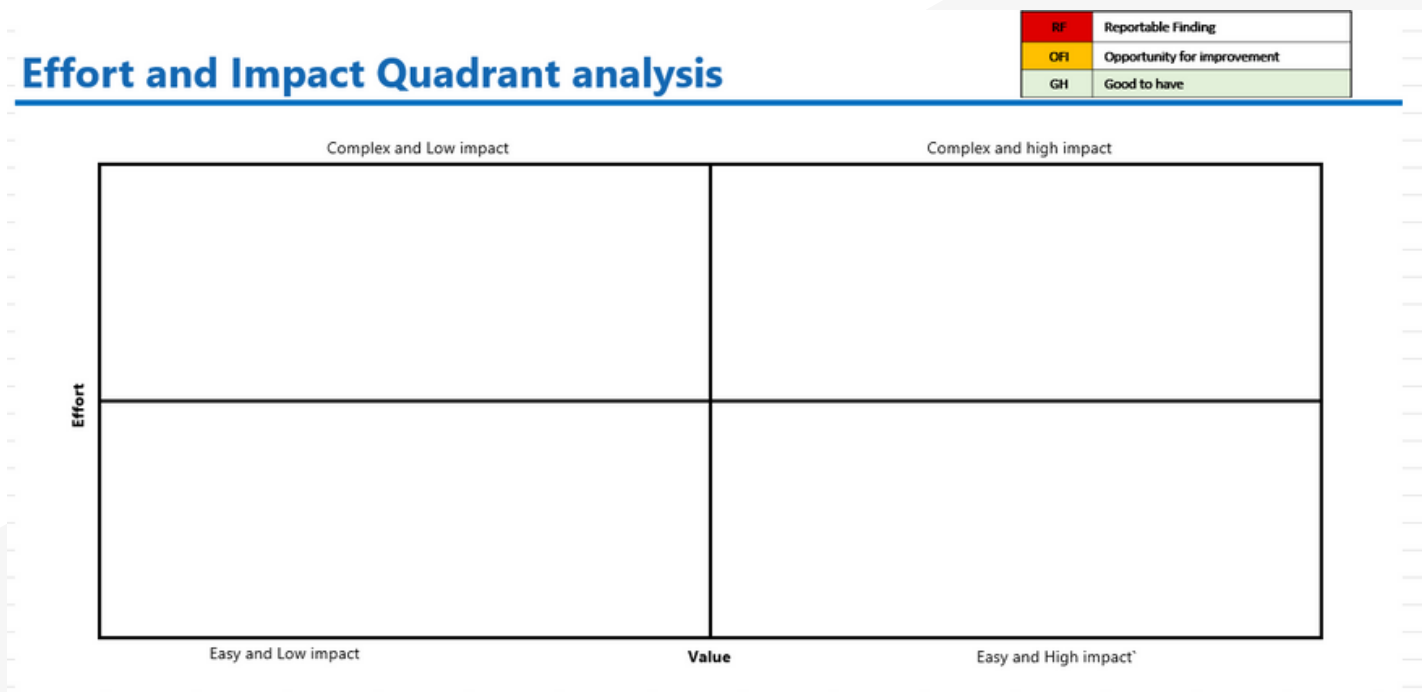 RF Reportable Finding
Effort and Impact Quadrant analysis
OFI Opportunity for improvement
GH Good to have
Complex and Low impact
Complex and high impact
Effort
Easy and Low impact
Value
Easy and High impact`